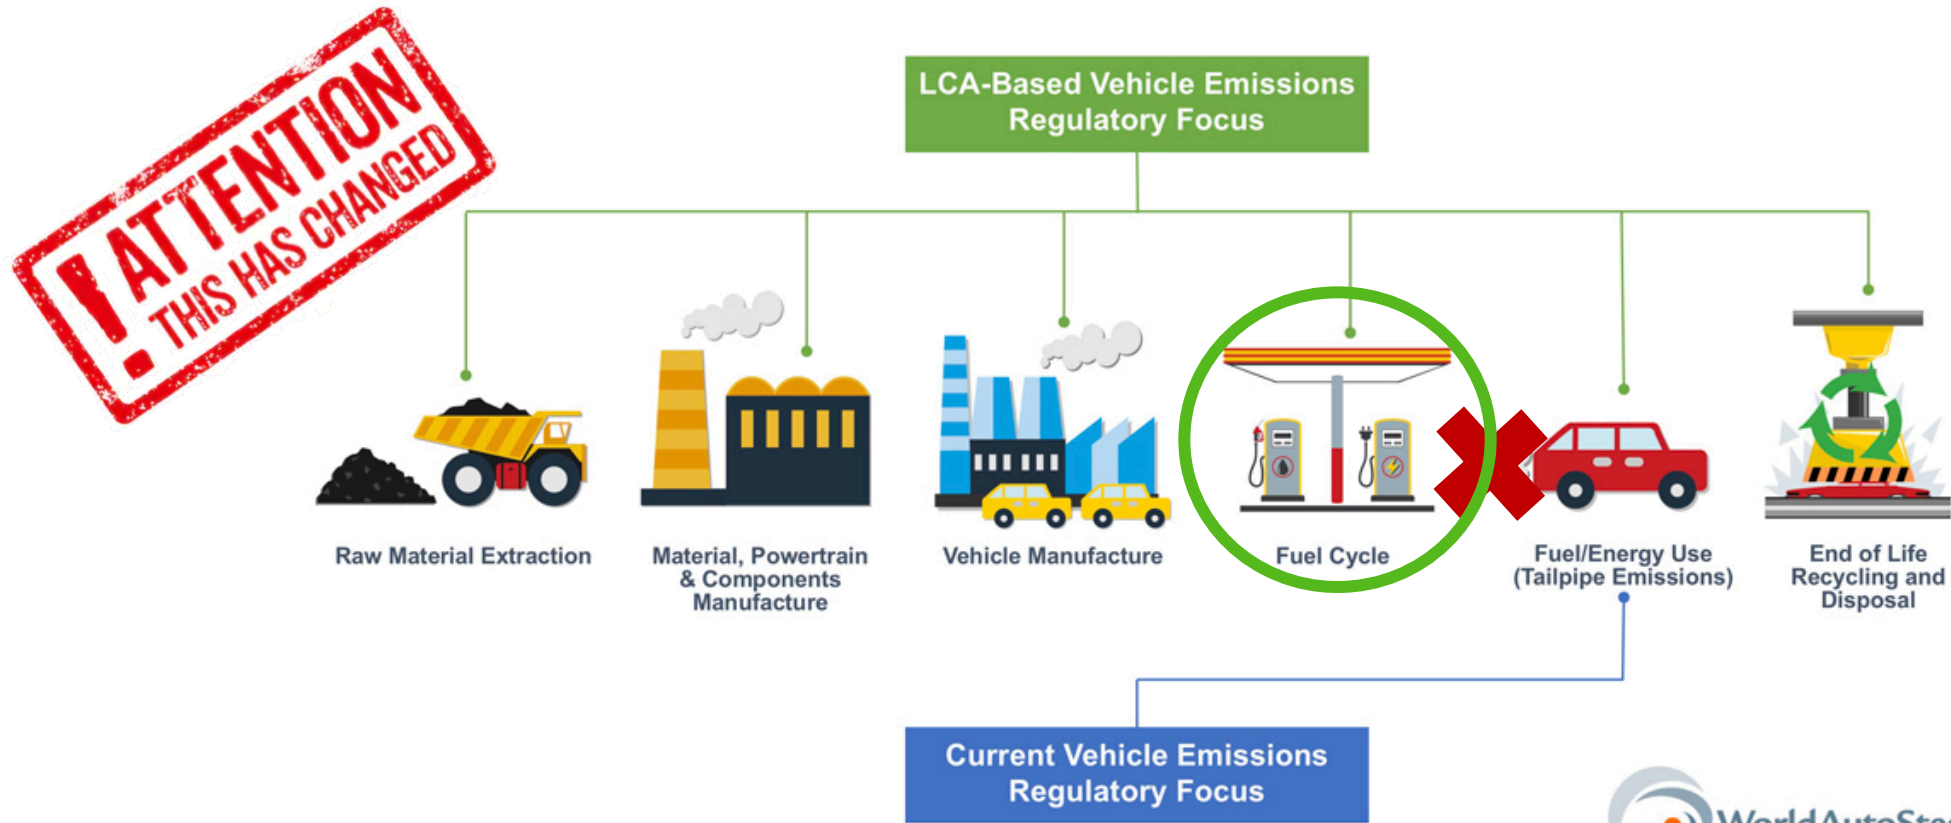 ! ATTENTION
THIS HAS CHANGED
LCA-Based Vehicle Emissions
Regulatory Focus
Raw Material Extraction
Material, Powertrain
& Components
Manufacture
Vehicle Manufacture
Fuel Cycle
Fuel/Energy Use
(Tailpipe Emissions)
End of Life
Recycling and
Disposal
Current Vehicle Emissions
Regulatory Focus